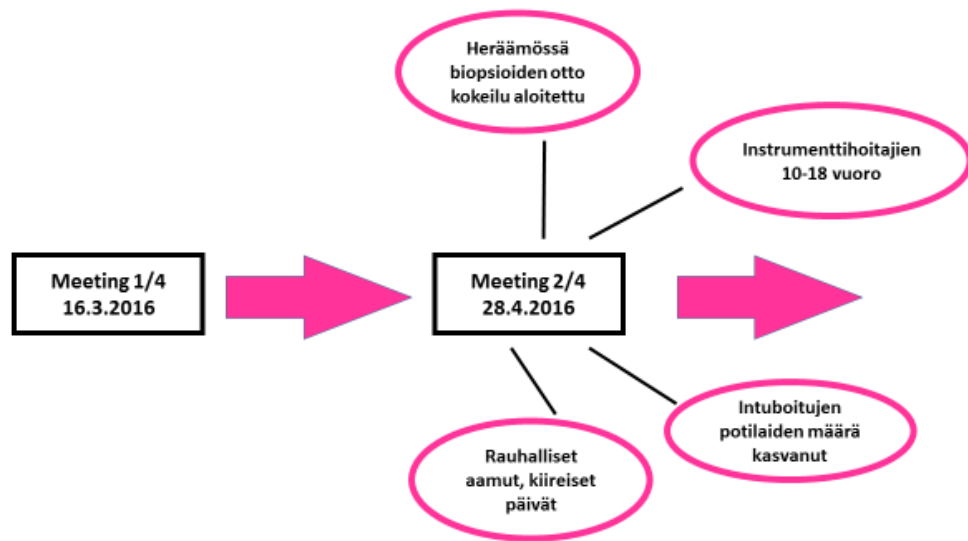 Heräämössä
biopsioiden otto
kokeilu aloitettu
Instrumenttihoitajien
10-18 vuoro
Meeting 1/4
16.3.2016
Meeting 2/4
28.4.2016
Rauhalliset
aamut, kiireiset
päivät
Intuboitujen
potilaiden määrä
kasvanut